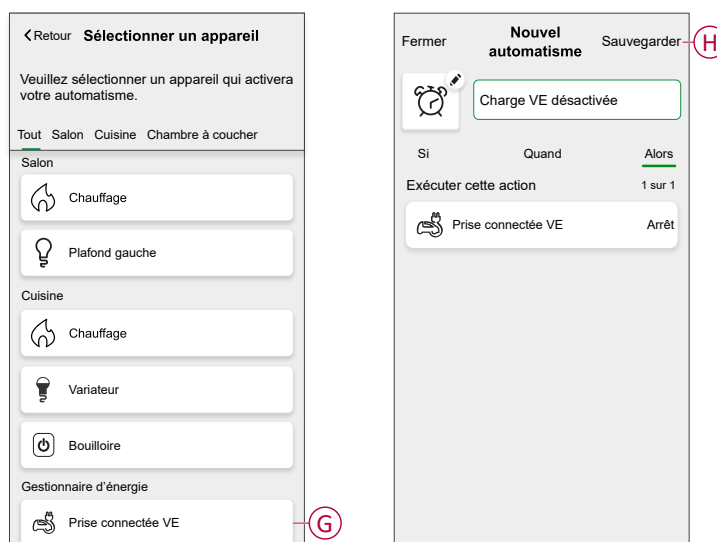 Retour Sélectionner un appareil
Veuillez sélectionner un appareil qui activera
votre automatisme.
Tout Salon Cuisine Chambre à coucher
Salon
Chauffage
Plafond gauche
Cuisine
Chauffage
Variateur
Bouilloire
Gestionnaire d'énergie
Prise connectée VE
G
Fermer Nouvel automatisme Sauvegarder
H
Charge VE désactivée
Si Quand Alors
Exécuter cette action 1 sur 1
Prise connectée VE Arrêt